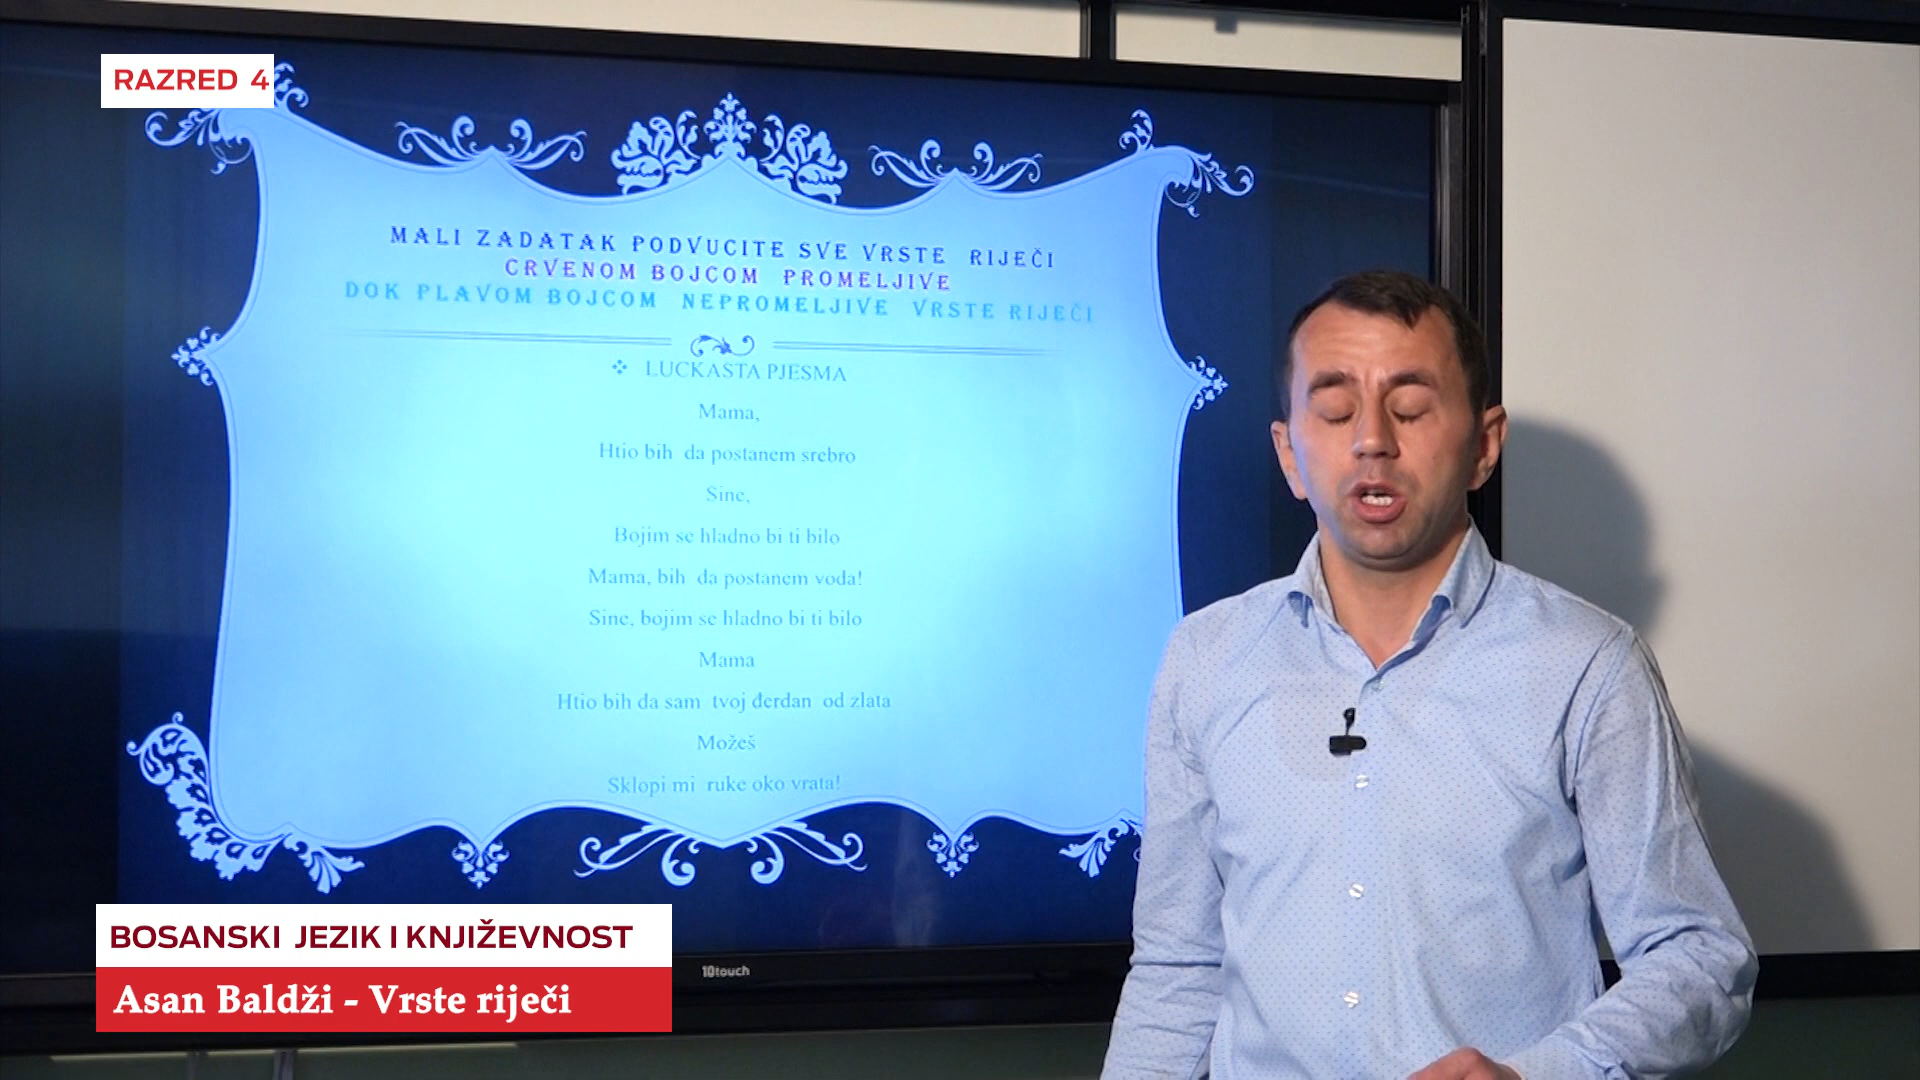 RAZRED 4
MALI ZADATAK PODVUCITE SVE VRSTE RIJEČI
CRVENOM BOJCOM PROMELJIVE
DOK PLAVOM BOJCOM NEPROMELJIVE VRSTE RIJEČI
LUCKASTA PJESMA
Mama,
Htio bih da postanem srebro
Sine,
Bojim se hladno bi ti bilo
Mama, bih da postanem voda!
Sine, bojim se hladno bi ti bilo
Mama
Htio bih da sam tvoj đerdan od zlata
Možeš
Sklopi mi ruke oko vrata!
10touch
BOSANSKI JEZIK I KNJIŽEVNOST
Asan Baldži - Vrste riječi